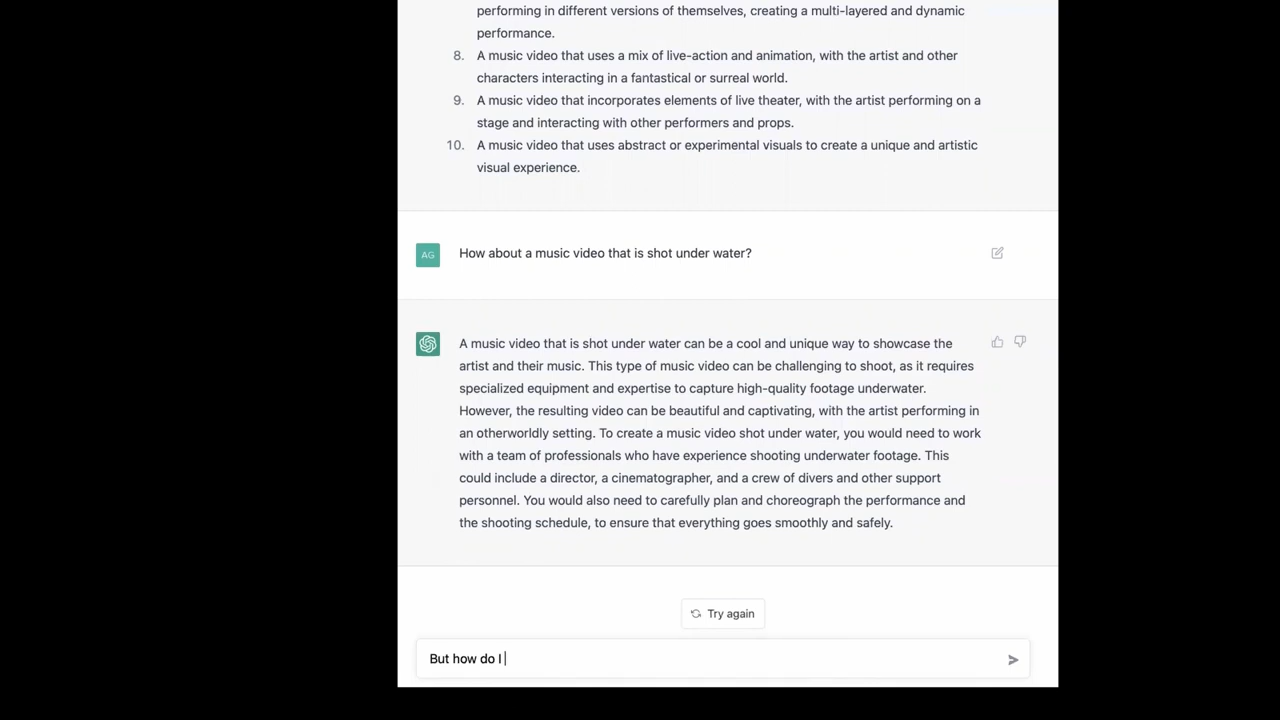 performing in different versions of themselves, creating a multi-layered and dynamic
performance.
8. A music video that uses a mix of live-action and animation, with the artist and other
characters interacting in a fantastical or surreal world.
9. A music video that incorporates elements of live theater, with the artist performing on a
stage and interacting with other performers and props.
10. A music video that uses abstract or experimental visuals to create a unique and artistic
visual experience.
AG How about a music video that is shot under water?
A music video that is shot under water can be a cool and unique way to showcase the
artist and their music. This type of music video can be challenging to shoot, as it requires
specialized equipment and expertise to capture high-quality footage underwater.
However, the resulting video can be beautiful and captivating, with the artist performing in
an otherworldly setting. To create a music video shot under water, you would need to work
with a team of professionals who have experience shooting underwater footage. This
could include a director, a cinematographer, and a crew of divers and other support
personnel. You would also need to carefully plan and choreograph the performance and
the shooting schedule, to ensure that everything goes smoothly and safely.
Try again
But how do I